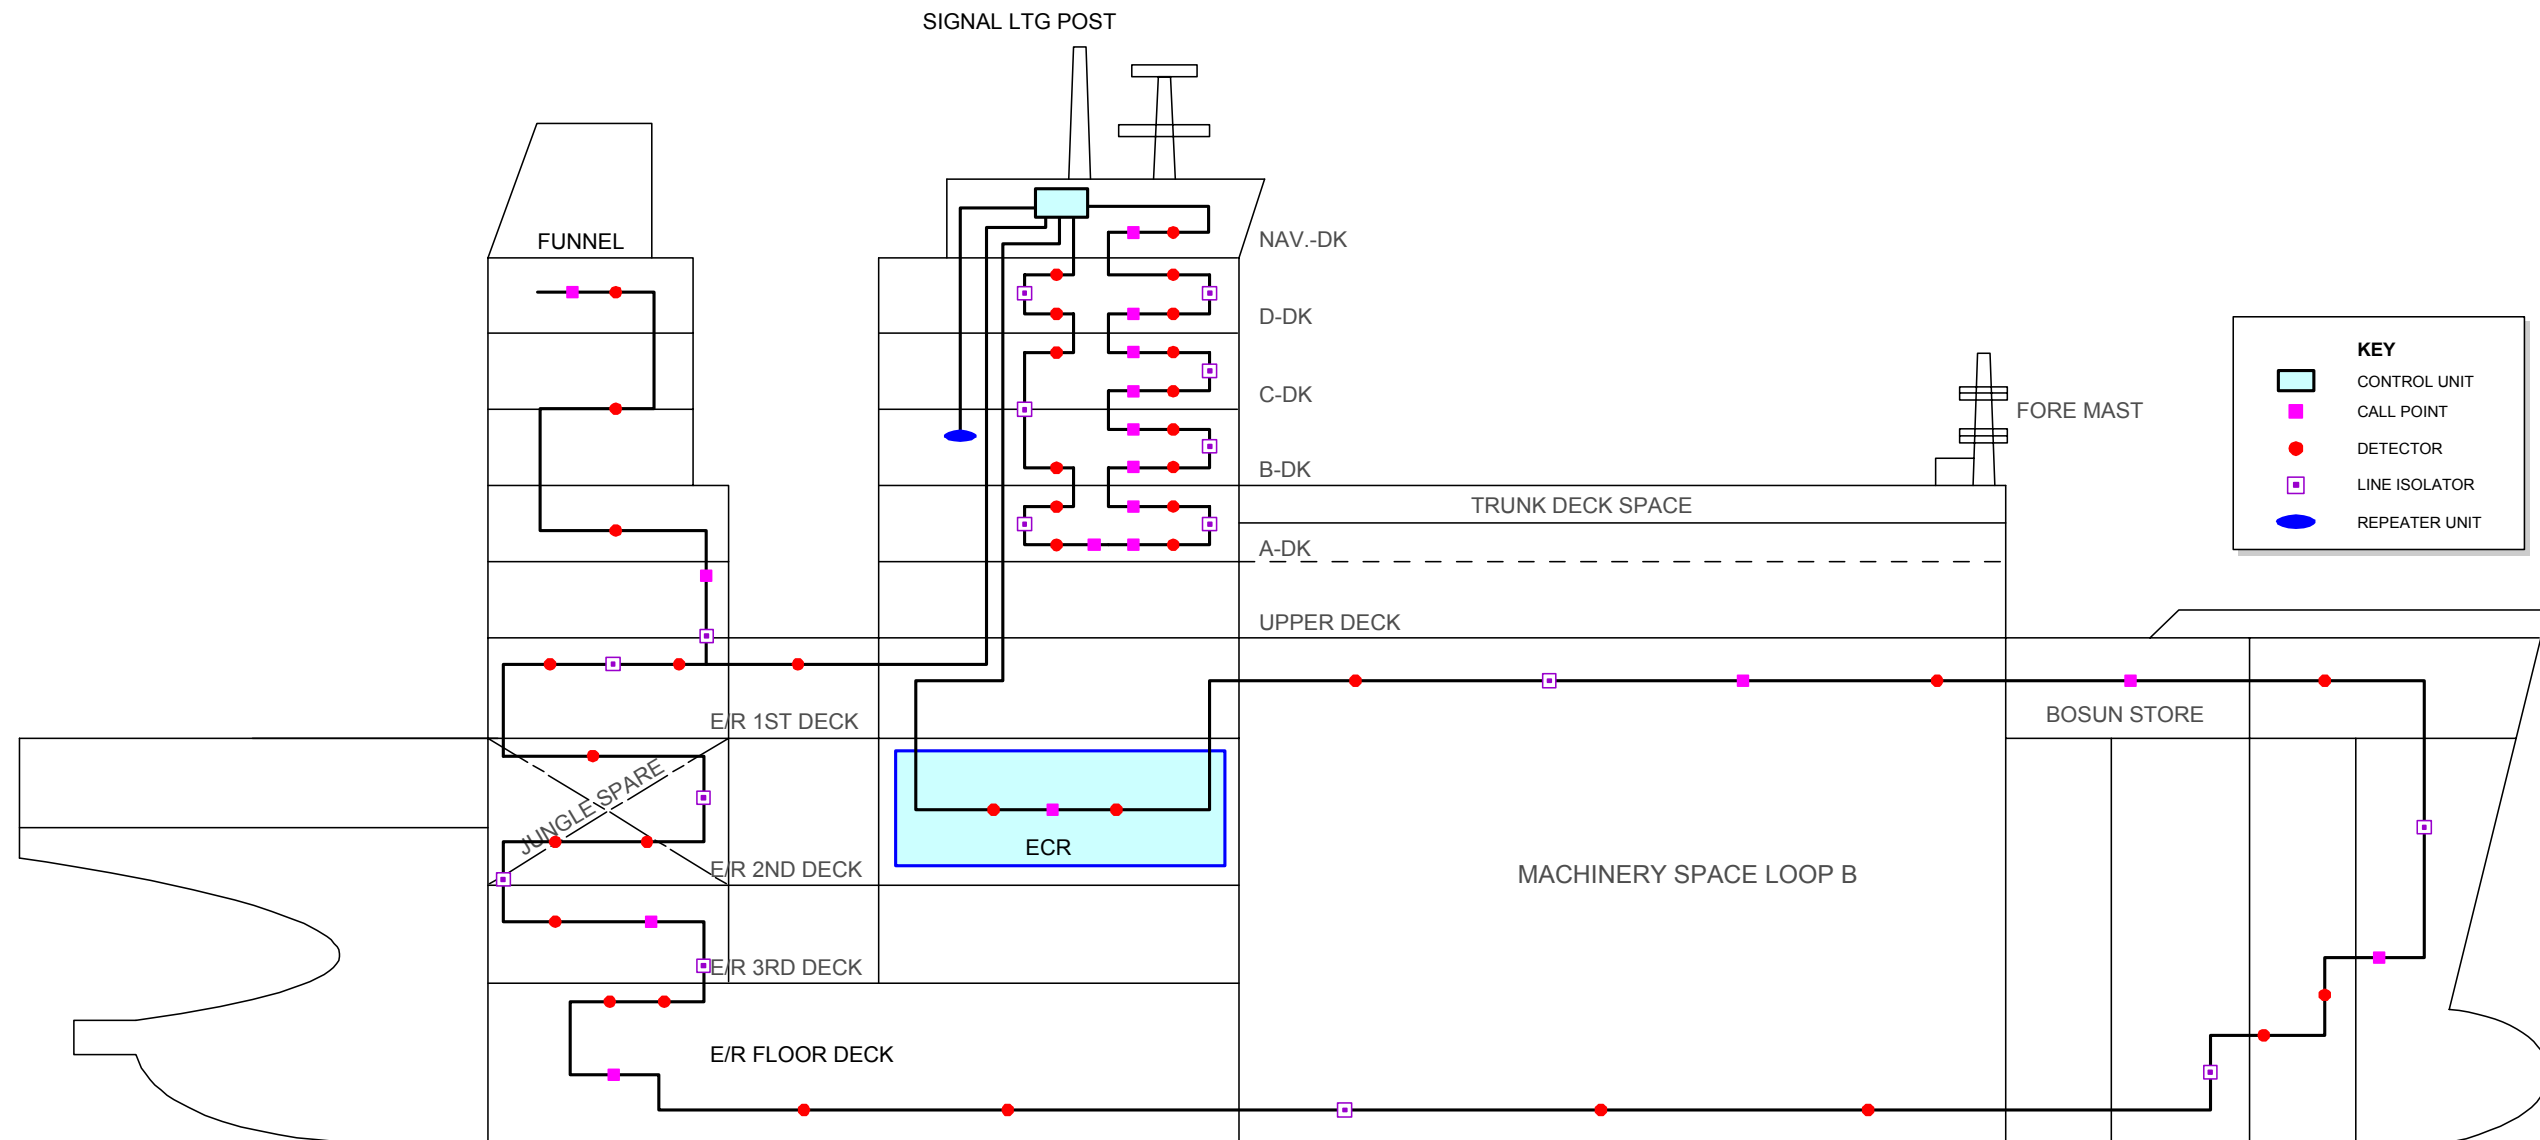 SIGNAL LTG POST
FUNNEL
NAV.-DK
D-DK
C-DK
B-DK
A-DK
UPPER DECK
TRUNK DECK SPACE
FORE MAST
KEY
CONTROL UNIT
CALL POINT
DETECTOR
LINE ISOLATOR
REPEATER UNIT
E/R 1ST DECK
BOSUN STORE
JUNGLE SPARE
ECR
E/R 2ND DECK
MACHINERY SPACE LOOP B
E/R 3RD DECK
E/R FLOOR DECK